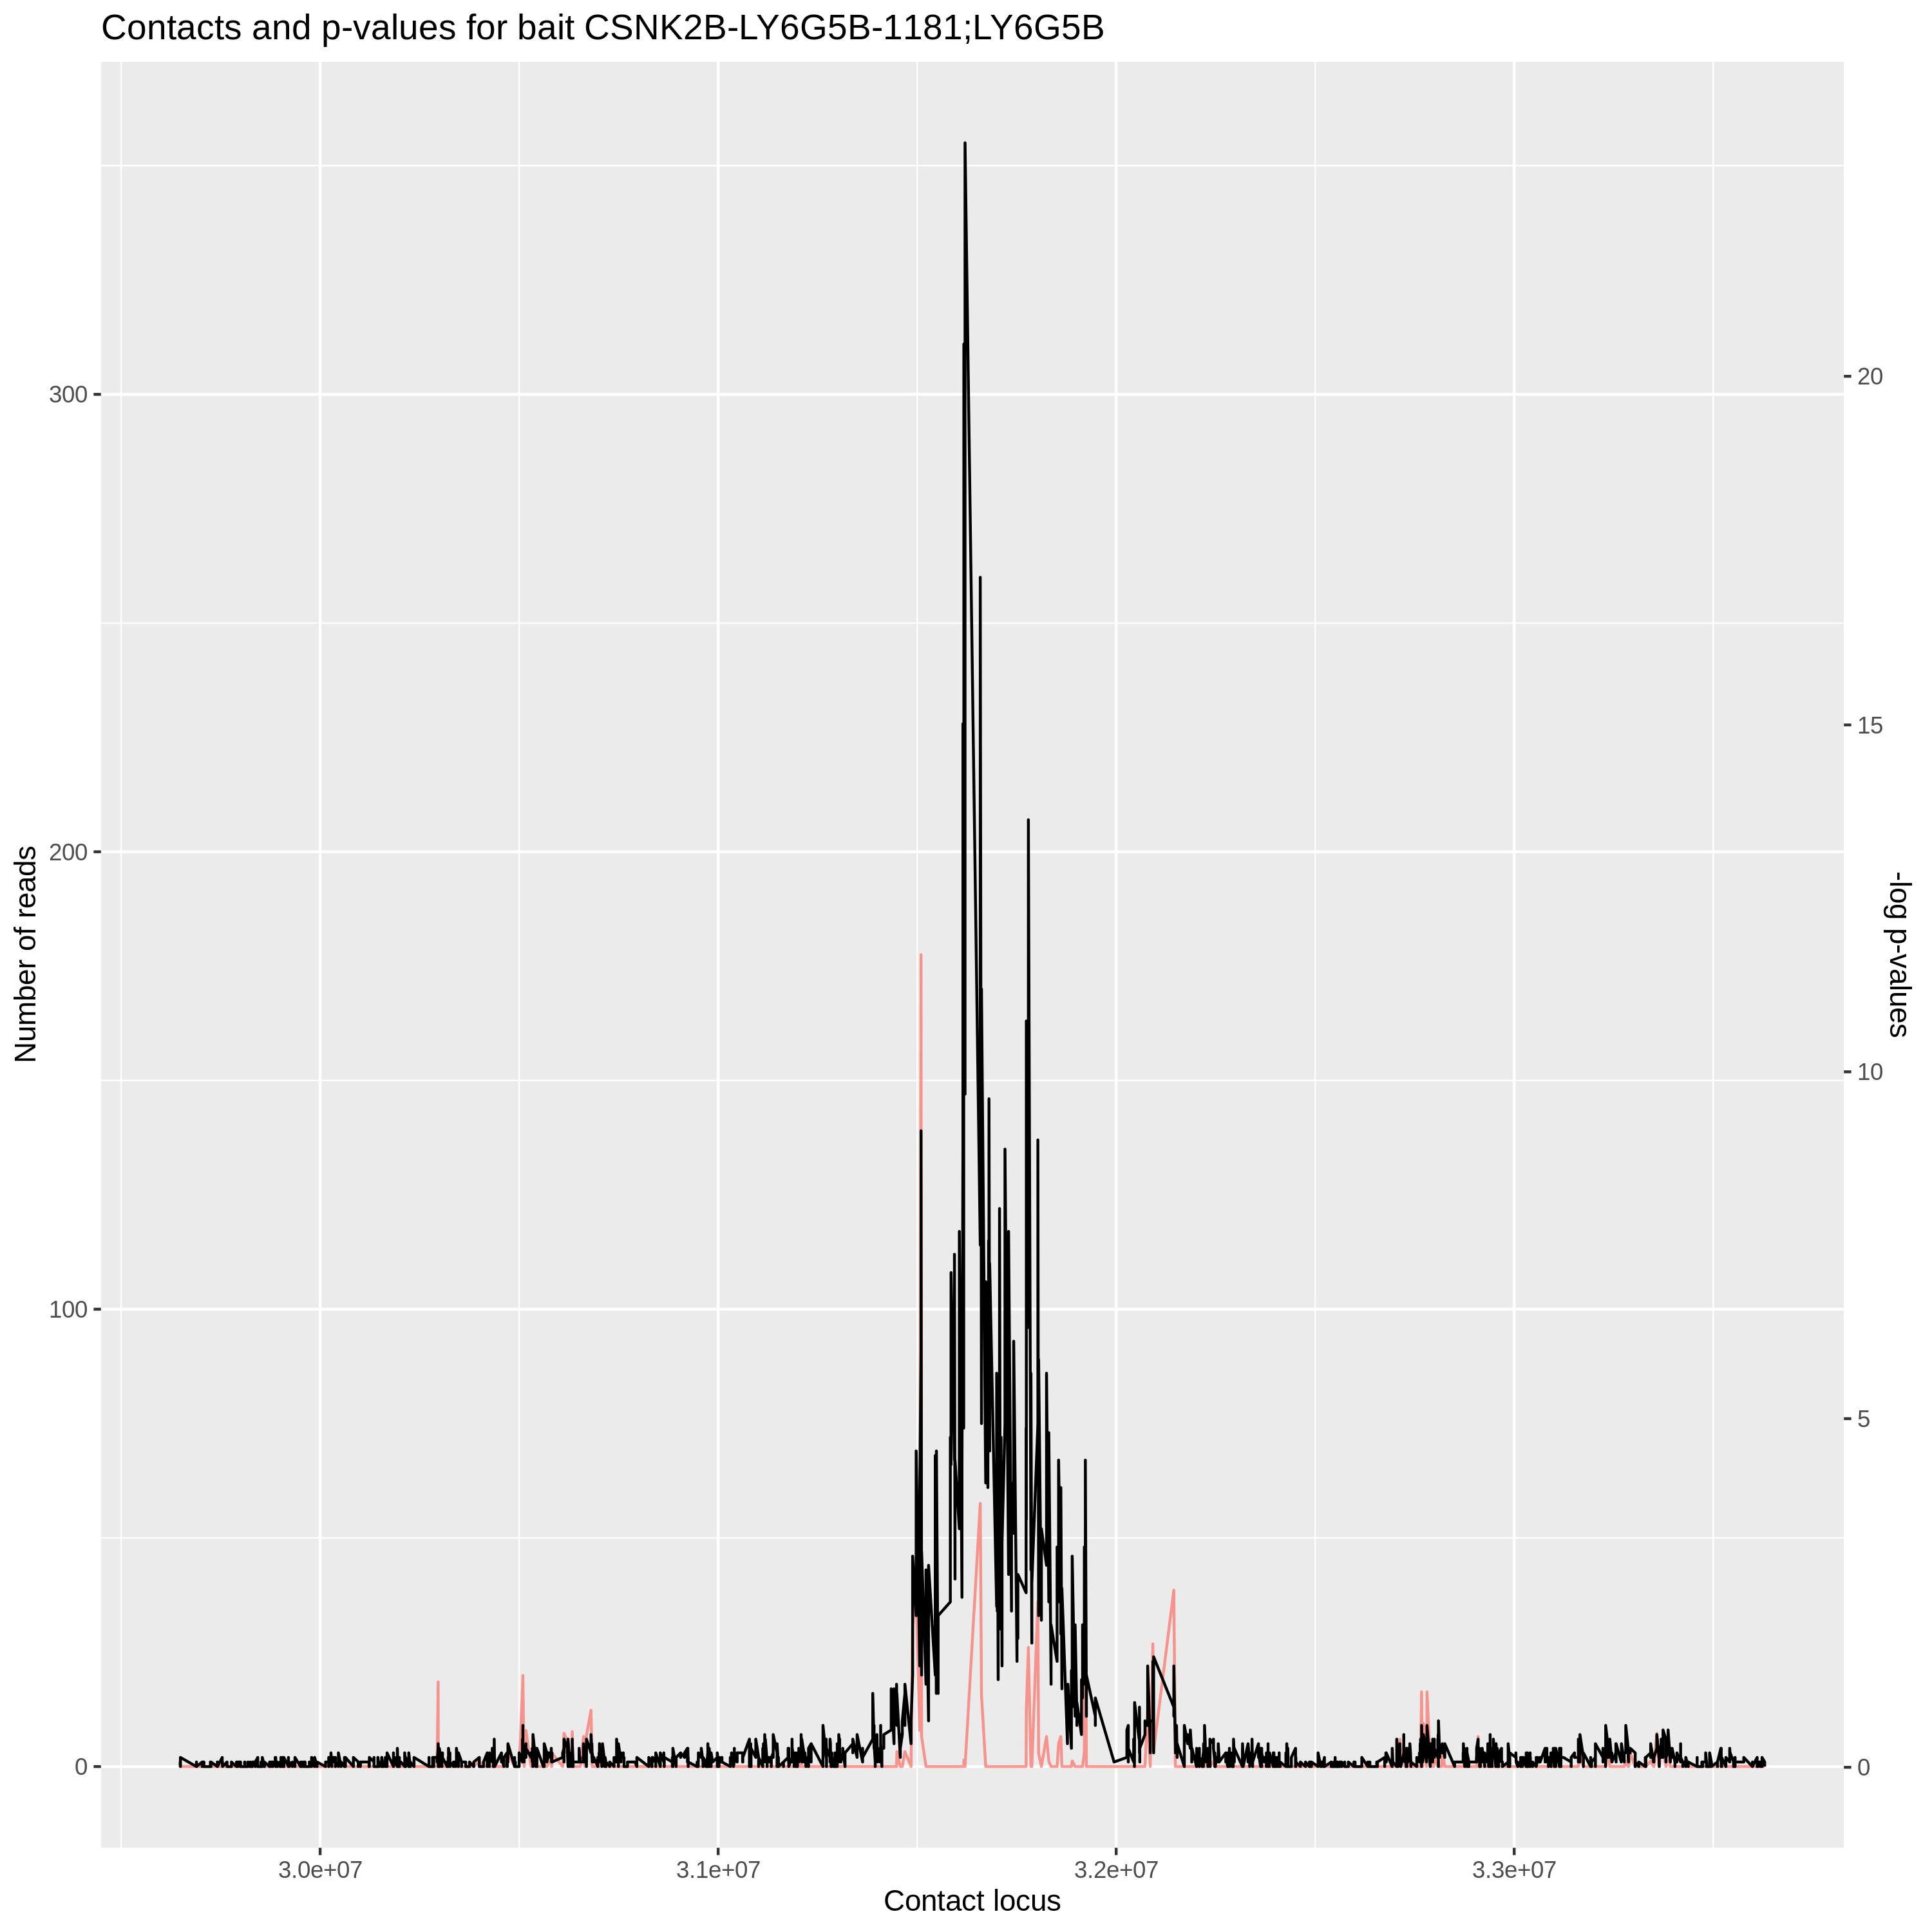 Contacts and p-values for bait CSNK2B-LY6G5B-1181;LY6G5B
300
200
100
0
Number of reads
20
15
10
5
0
-log p-values
3.0e+07
3.1e+07
3.2e+07
3.3e+07
Contact locus